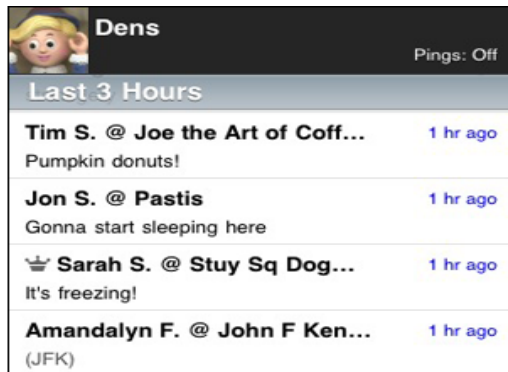 Dens
Pings: Off
Last 3 Hours
Tim S. @ Joe the Art of Coff...
1 hr ago
Pumpkin donuts!
Jon S. @ Pastis
1 hr ago
Gonna start sleeping here
Sarah S. @ Stuy Sq Dog...
1 hr ago
It's freezing!
Amandalyn F. @ John F Ken...
1 hr ago
(JFK)